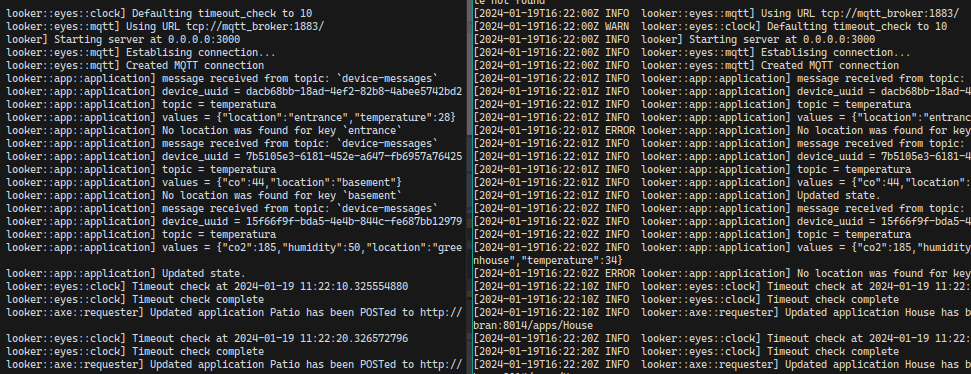 looker::eyes::clock] Defaulting timeout_check to 10
looker::eyes::mqtt] Using URL tcp://mqtt_broker:1883/
looker] Starting server at 0.0.0.0:3000
looker::eyes::mqtt] Establising connection...
looker::eyes::mqtt] Created MQTT connection
looker::app::application] message received from topic: `device-messages`
looker::app::application] device_uuid = dacb68bb-18ad-4ef2-82b8-4abee5742bd2
looker::app::application] topic = temperatura
looker::app::application] values = {"location":"entrance","temperature":28}
looker::app::application] No location was found for key `entrance`
looker::app::application] message received from topic: `device-messages`
looker::app::application] device_uuid = 7b5105e3-6181-452e-a647-fb6957a76425
looker::app::application] topic = temperatura
looker::app::application] values = {"co":44,"location":"basement"}
looker::app::application] No location was found for key `basement`
looker::app::application] message received from topic: `device-messages`
looker::app::application] device_uuid = 15f66f9f-bda5-4e4b-844c-fe687bb12979
looker::app::application] topic = temperatura
looker::app::application] values = {"co2":185,"humidity":50,"location":"gree
looker::app::application] Updated state.
looker::eyes::clock] Timeout check at 2024-01-19 11:22:10.325554880
looker::eyes::clock] Timeout check complete
looker::axe::requester] Updated application Patio has been POSTed to http://
looker::eyes::clock] Timeout check at 2024-01-19 11:22:20.326572796
looker::eyes::clock] Timeout check complete
looker::axe::requester] Updated application Patio has been POSTed to http://
te not found
[2024-01-19T16:22:00Z INFO  looker::eyes::mqtt] Using URL tcp://mqtt_broker:1883/
[2024-01-19T16:22:00Z WARN  looker::eyes::clock] Defaulting timeout_check to 10
[2024-01-19T16:22:00Z INFO  looker] Starting server at 0.0.0.0:3000
[2024-01-19T16:22:00Z INFO  looker::eyes::mqtt] Establising connection...
[2024-01-19T16:22:00Z INFO  looker::eyes::mqtt] Created MQTT connection
[2024-01-19T16:22:01Z INFO  looker::app::application] message received from topic:
[2024-01-19T16:22:01Z INFO  looker::app::application] device_uuid = dacb68bb-18ad-4
[2024-01-19T16:22:01Z INFO  looker::app::application] topic = temperatura
[2024-01-19T16:22:01Z INFO  looker::app::application] values = {"location":"entranc
[2024-01-19T16:22:01Z ERROR looker::app::application] No location was found for key
[2024-01-19T16:22:01Z INFO  looker::app::application] message received from topic:
[2024-01-19T16:22:01Z INFO  looker::app::application] device_uuid = 7b5105e3-6181-4
[2024-01-19T16:22:01Z INFO  looker::app::application] topic = temperatura
[2024-01-19T16:22:01Z INFO  looker::app::application] values = {"co":44,"location":
[2024-01-19T16:22:01Z INFO  looker::app::application] Updated state.
[2024-01-19T16:22:02Z INFO  looker::app::application] message received from topic:
[2024-01-19T16:22:02Z INFO  looker::app::application] device_uuid = 15f66f9f-bda5-4
[2024-01-19T16:22:02Z INFO  looker::app::application] topic = temperatura
[2024-01-19T16:22:02Z INFO  looker::app::application] values = {"co2":185,"humidity
nhouse","temperature":34}
[2024-01-19T16:22:02Z ERROR looker::app::application] No location was found for key
[2024-01-19T16:22:10Z INFO  looker::eyes::clock] Timeout check at 2024-01-19 11:22:
[2024-01-19T16:22:10Z INFO  looker::eyes::clock] Timeout check complete
[2024-01-19T16:22:10Z INFO  looker::axe::requester] Updated application House has b
bran:8014/apps/House
[2024-01-19T16:22:20Z INFO  looker::eyes::clock] Timeout check at 2024-01-19 11:22:
[2024-01-19T16:22:20Z INFO  looker::eyes::clock] Timeout check complete
[2024-01-19T16:22:20Z INFO  looker::axe::requester] Updated application House has b